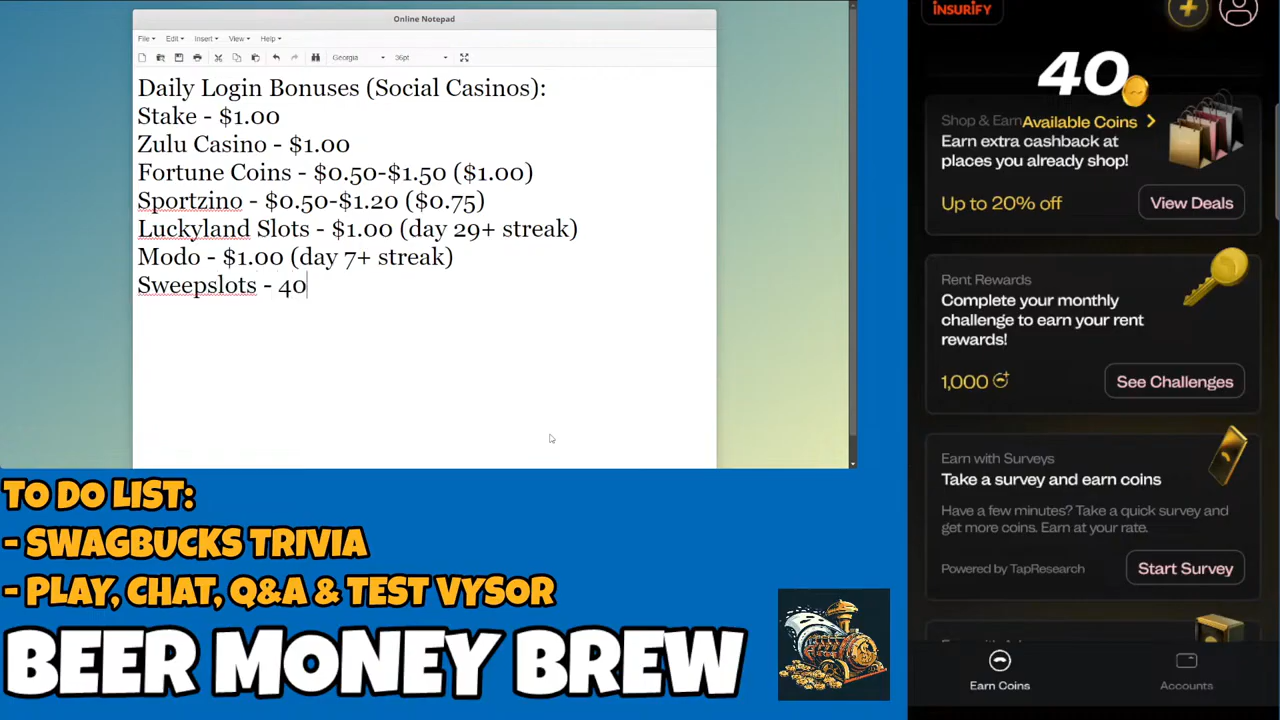 Online Notepad
File Edit Insert View Help
Georgia 36pt
Daily Login Bonuses (Social Casinos):
Stake - $1.00
Zulu Casino - $1.00
Fortune Coins - $0.50-$1.50 ($1.00)
Sportzino - $0.50-$1.20 ($0.75)
Luckyland Slots - $1.00 (day 29+ streak)
Modo - $1.00 (day 7+ streak)
Sweepslots - 40
TO DO LIST:
- SWAGBUCKS TRIVIA
- PLAY, CHAT, Q&A & TEST VYSOR
BEER MONEY BREW
INSURIFY
40
Available Coins
Shop & Earn
Earn extra cashback at
places you already shop!
Up to 20% off
View Deals
Rent Rewards
Complete your monthly
challenge to earn your rent
rewards!
1,000
See Challenges
Earn with Surveys
Take a survey and earn coins
Have a few minutes? Take a quick survey and
get more coins. Earn at your rate.
Powered by TapResearch
Start Survey
Earn Coins
Accounts